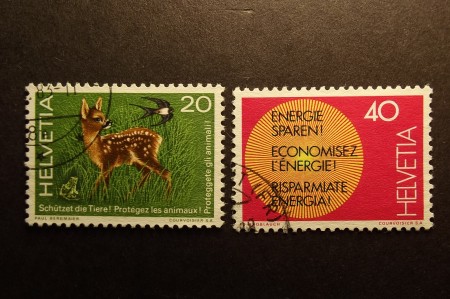 20
HELVETIA
Schützet die Tiere! Protégez les animaux!
Proteggete gli animali!
PAUL BERGMAIER
COURVOISIER S.A.
40
HELVETIA
ENERGIE
SPAREN!
ECONOMISEZ
L'ÉNERGIE!
RISPARMIATE
ENERGIA!
COURVOISIER S.A.